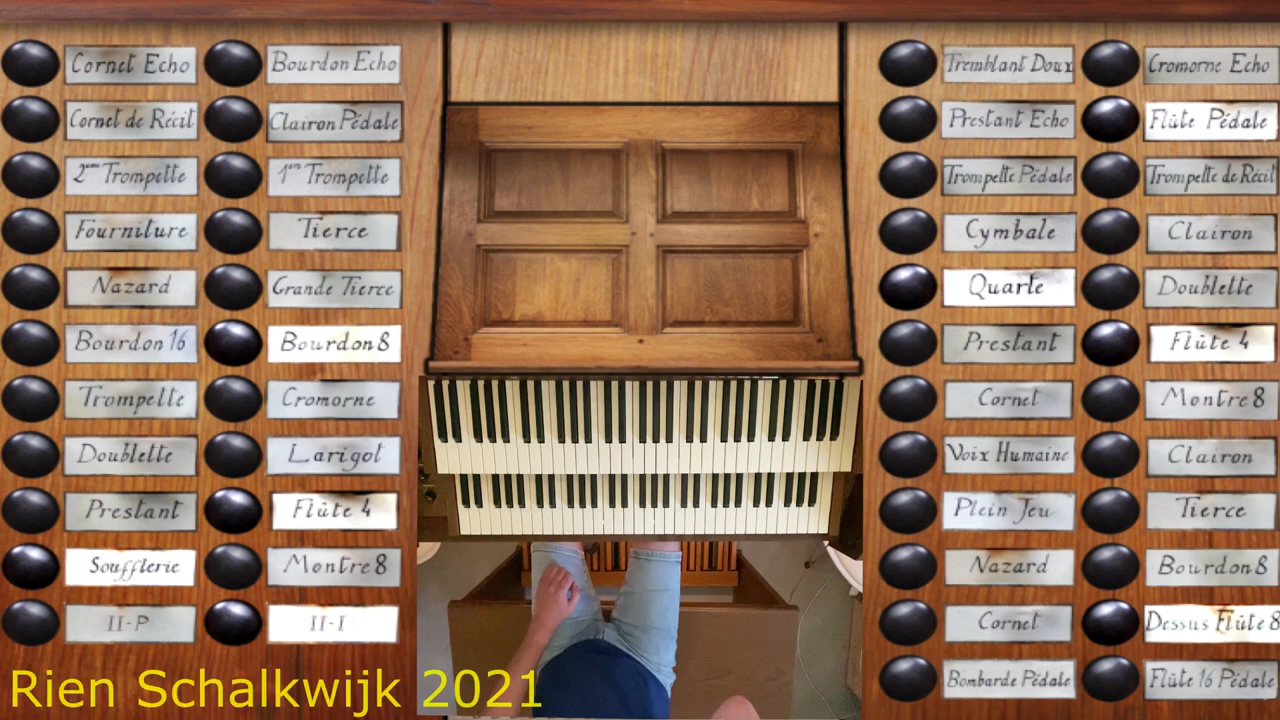 Cornet Echo
Bourdon Echo
Cornet de Récit
Clairon Pédale
2eme Trompette
1ere Trompette
Fourniture
Tierce
Nazard
Grande Tierce
Bourdon 16
Bourdon 8
Trompette
Cromorne
Doublette
Larigot
Prestant
Flûte 4
Soufflerie
Montre 8
II-P
II-I
Tremblant Doux
Cromorne Echo
Prestant Echo
Flûte Pédale
Trompette Pédale
Trompette de Récit
Cymbale
Clairon
Quarte
Doublette
Prestant
Flûte 4
Cornet
Montre 8
Voix Humaine
Clairon
Plein Jeu
Tierce
Nazard
Bourdon 8
Cornet
Dessus Flûte 8
Bombarde Pédale
Flûte 16 Pédale
Rien Schalkwijk 2021